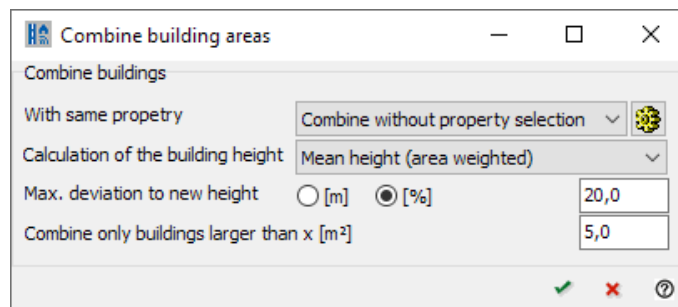 Combine building areas
Combine buildings
With same propetry Combine without property selection
Calculation of the building height Mean height (area weighted)
Max. deviation to new height [m] [%] 20,0
Combine only buildings larger than x [m²] 5,0